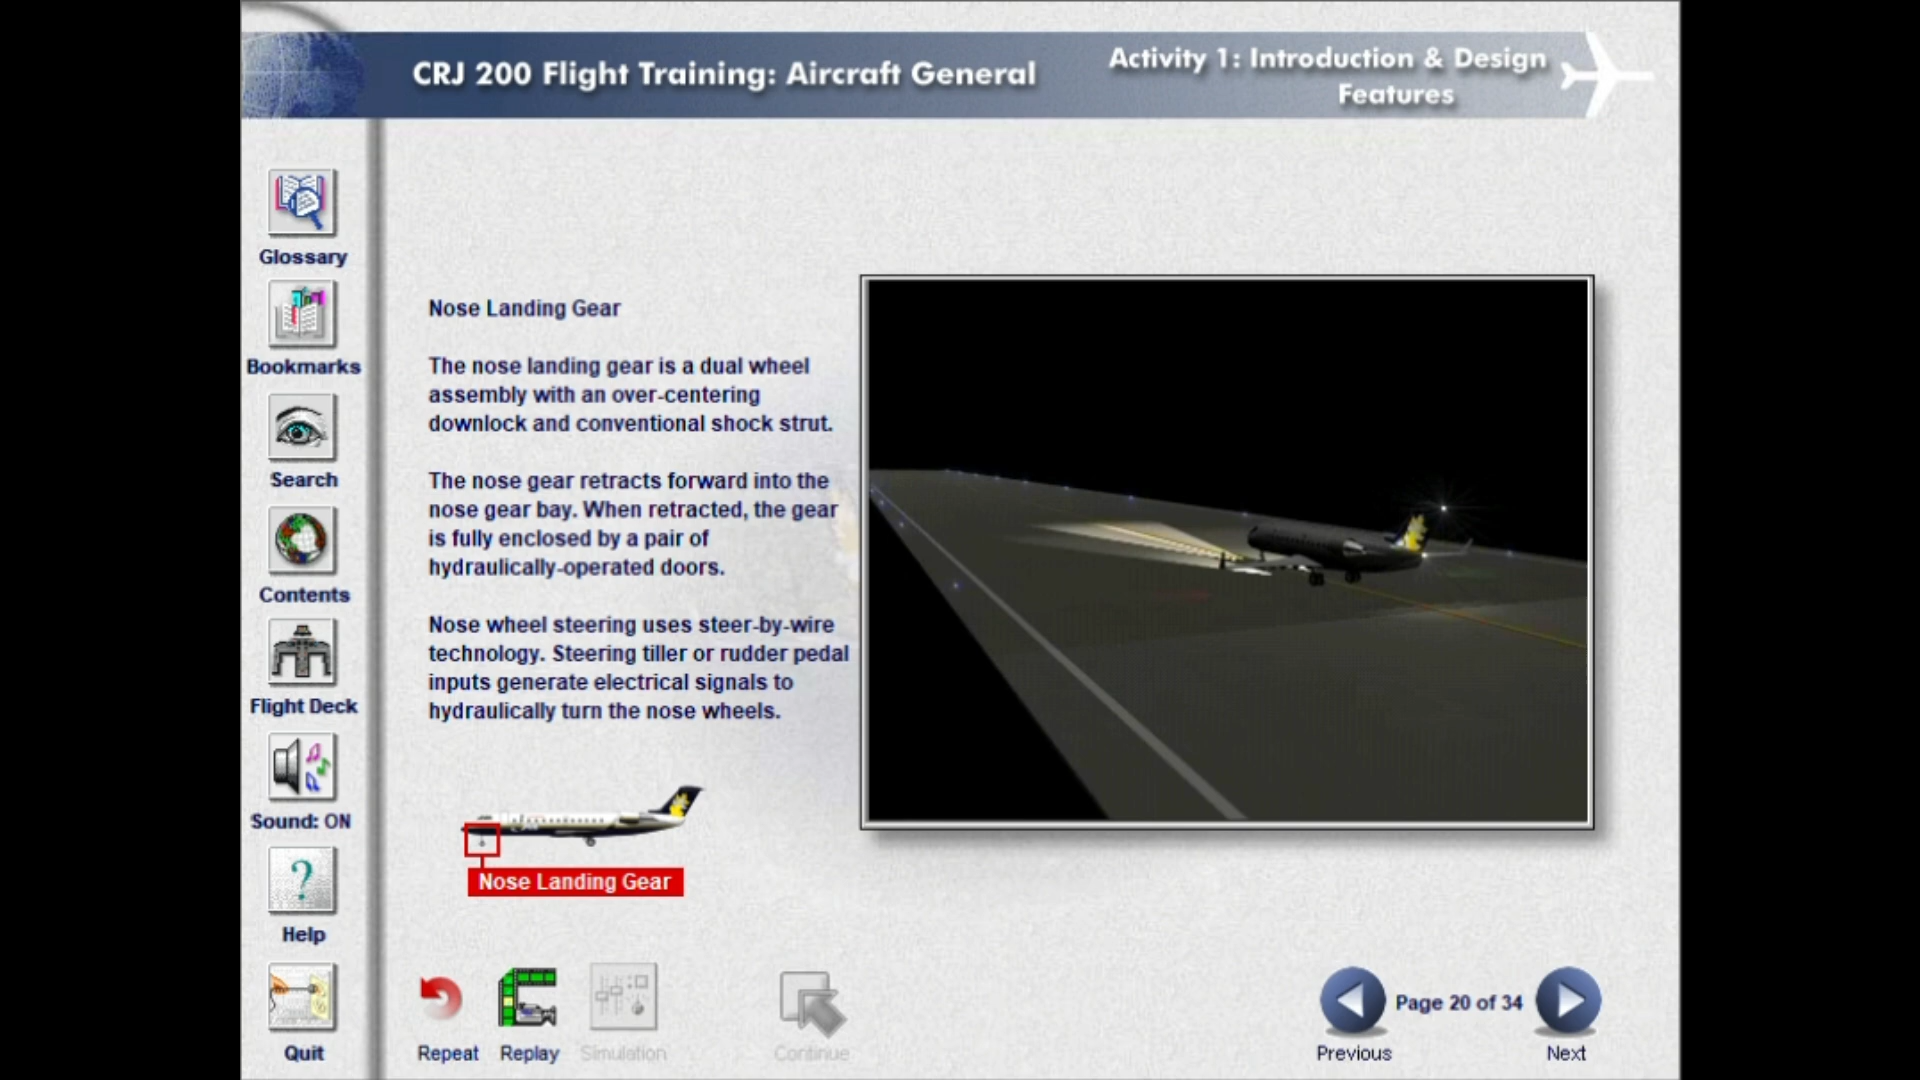 CRJ 200 Flight Training: Aircraft General
Activity 1: Introduction & Design
Features
Glossary
Bookmarks
Search
Contents
Flight Deck
Sound: ON
Help
Quit
Nose Landing Gear
The nose landing gear is a dual wheel
assembly with an over-centering
downlock and conventional shock strut.
The nose gear retracts forward into the
nose gear bay. When retracted, the gear
is fully enclosed by a pair of
hydraulically-operated doors.
Nose wheel steering uses steer-by-wire
technology. Steering tiller or rudder pedal
inputs generate electrical signals to
hydraulically turn the nose wheels.
Nose Landing Gear
Repeat
Replay
Simulation
Continue
Previous
Page 20 of 34
Next